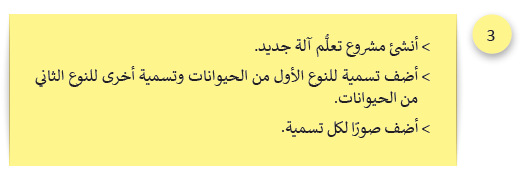 3
> أنشئ مشروع تعلُّم آلة جديد.
> أضف تسمية للنوع الأول من الحيوانات وتسمية أخرى للنوع الثاني
من الحيوانات.
> أضف صورًا لكل تسمية.